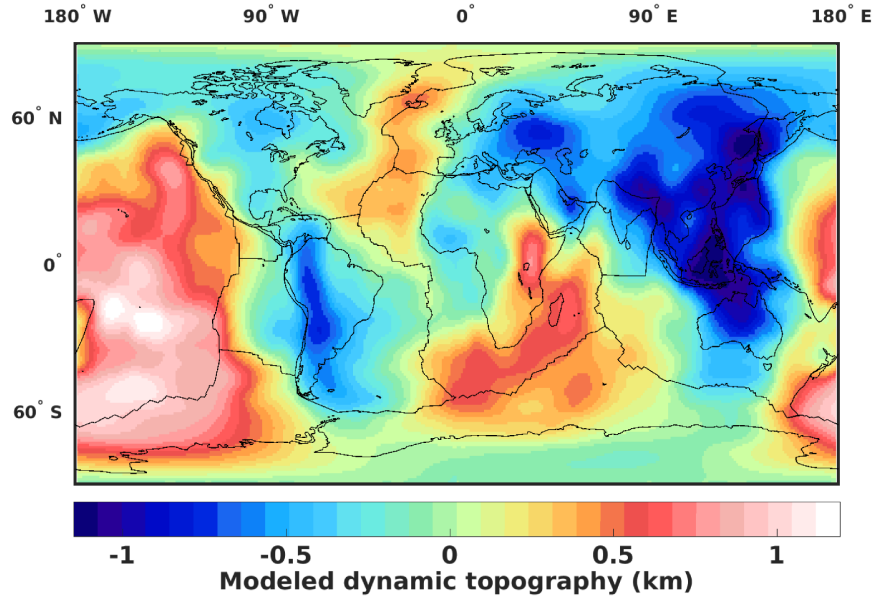 180° W 90° W 0° 90° E 180° E
60° N
0°
60° S
-1 -0.5 0 0.5 1
Modeled dynamic topography (km)